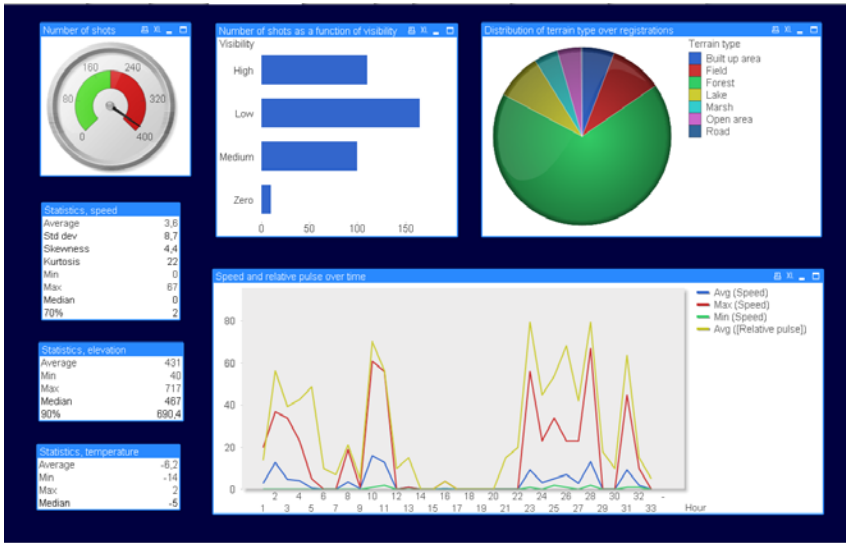 Number of shots
XL
160
240
80
320
0
400
Number of shots as a function of visibility
XL
Visibility
High
Low
Medium
Zero
0
50
100
150
Distribution of terrain type over registrations
XL
Terrain type
Built up area
Field
Forest
Lake
Marsh
Open area
Road
Statistics, speed
Average 3,6
Std dev 8,7
Skewness 4,4
Kurtosis 22
Min 0
Max 67
Median 0
70% 2
Statistics, elevation
Average 431
Min 40
Max 717
Median 467
90% 690,4
Statistics, temperature
Average -6,2
Min -14
Max 2
Median -5
Speed and relative pulse over time
XL
Avg (Speed)
Max (Speed)
Min (Speed)
Avg ([Relative pulse])
80
60
40
20
0
2 4 6 8 10 12 14 16 18 20 22 24 26 28 30 32 -
1 3 5 7 9 11 13 15 17 19 21 23 25 27 29 31 33 Hour